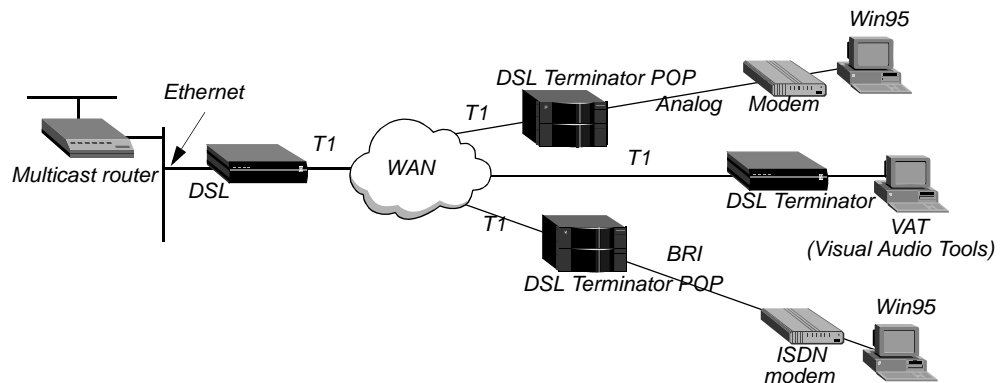 Win95
DSL Terminator POP
Ethernet
T1
Analog
Modem
T1
WAN
T1
Multicast router
DSL
DSL Terminator
T1
VAT
(Visual Audio Tools)
BRI
DSL Terminator POP
Win95
ISDN
modem